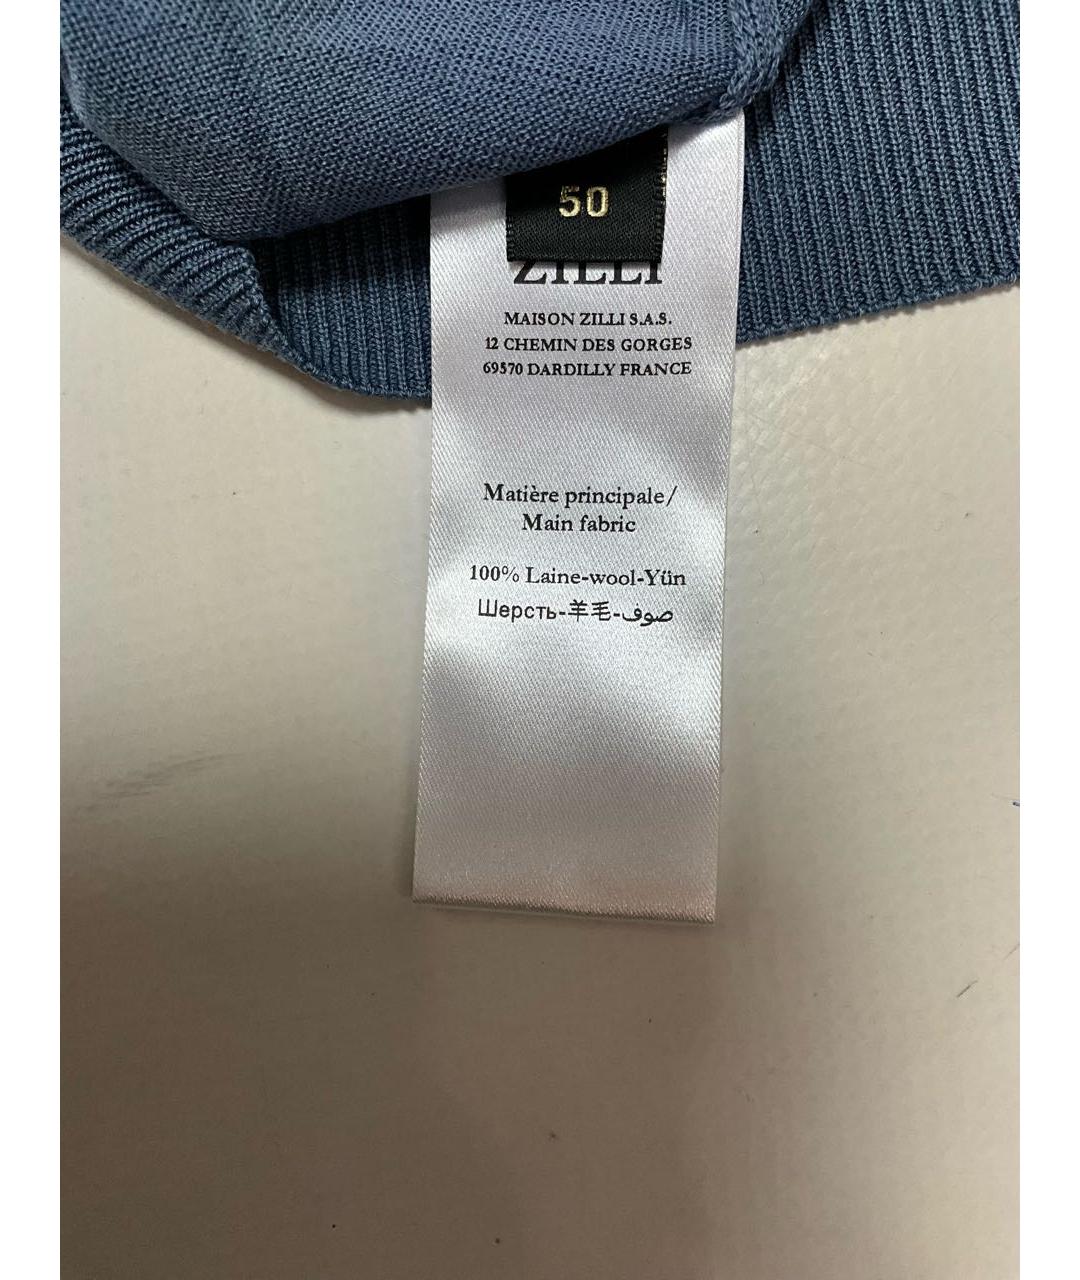 50
ZILLI
MAISON ZILLI S.A.S.
12 CHEMIN DES GORGES
69570 DARDILLY FRANCE
Matière principale/
Main fabric
100% Laine-wool-Yün
Шерсть-羊毛-صوف